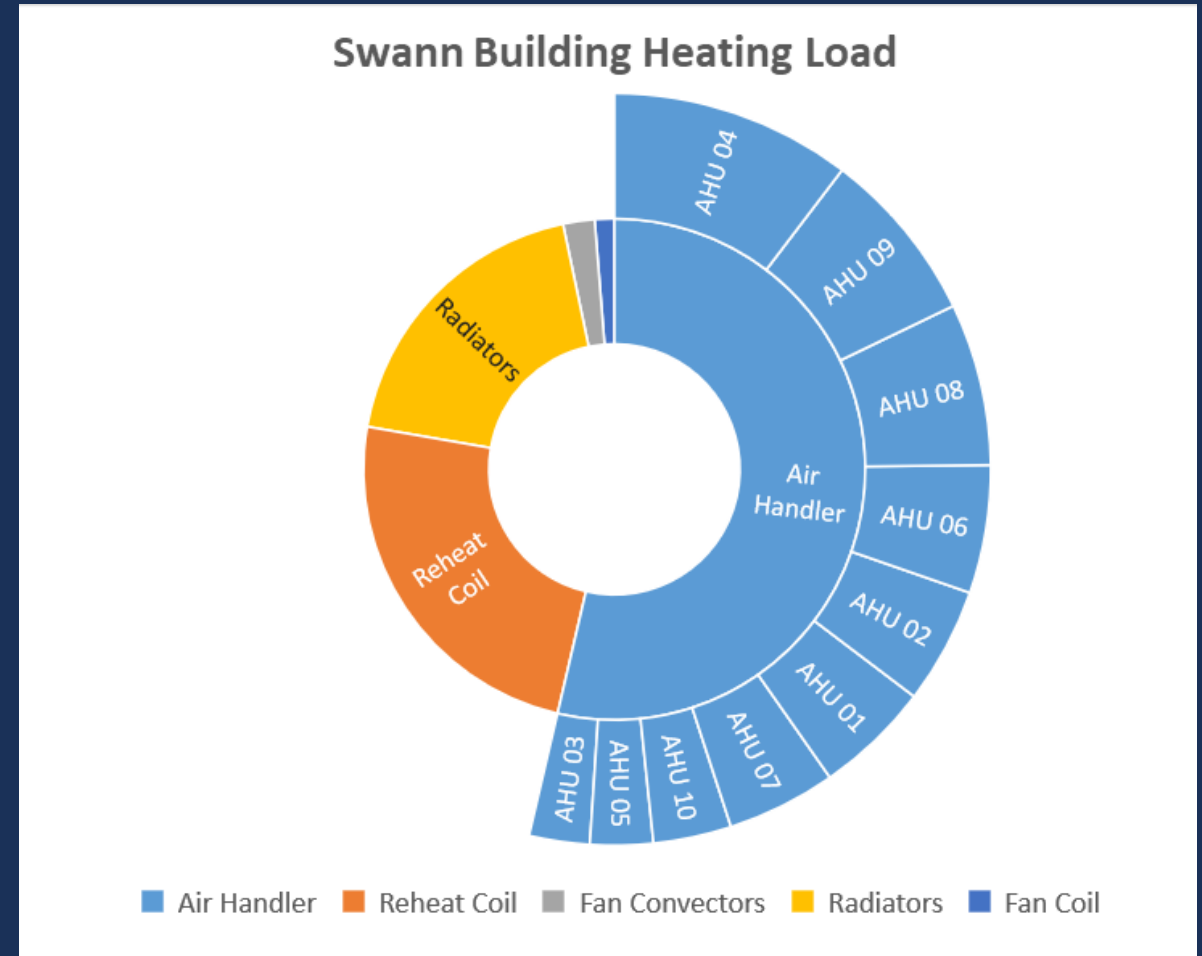 Swann Building Heating Load
AHU 04
AHU 09
AHU 08
AHU 06
AHU 02
AHU 01
AHU 07
AHU 10
AHU 05
AHU 03
Air
Handler
Reheat
Coil
Radiators
Air Handler
Reheat Coil
Fan Convectors
Radiators
Fan Coil